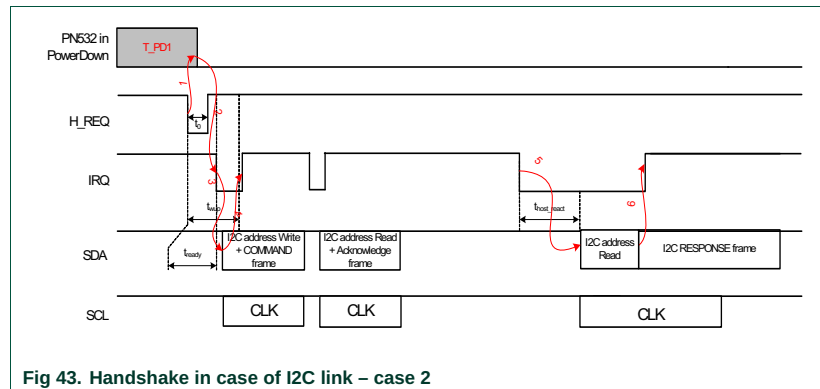 PN532 in
PowerDown
T_PD1
1
2
H_REQ
t0
IRQ
3
4
5
6
twup
thost_react
SDA
tready
I2C address Write
+ COMMAND
frame
I2C address Read
+ Acknowledge
frame
I2C address
Read
I2C RESPONSE frame
SCL
CLK
CLK
CLK
Fig 43. Handshake in case of I2C link – case 2